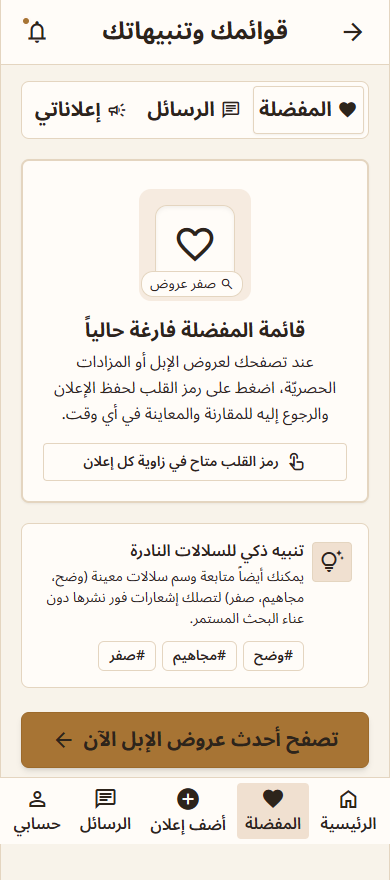 قوائمك وتنبيهاتك
المفضلة
الرسائل
إعلاناتي
صفر عروض
قائمة المفضلة فارغة حالياً
عند تصفحك لعروض الإبل أو المزادات
الحصريّة، اضغط على رمز القلب لحفظ الإعلان
والرجوع إليه للمقارنة والمعاينة في أي وقت.
رمز القلب متاح في زاوية كل إعلان
تنبيه ذكي للسلالات النادرة
يمكنك أيضاً متابعة وسم سلالات معينة (وضح،
مجاهيم، صفر) لتصلك إشعارات فور نشرها دون
عناء البحث المستمر.
#وضح
#مجاهيم
#صفر
تصفح أحدث عروض الإبل الآن
الرئيسية
المفضلة
أضف إعلان
الرسائل
حسابي